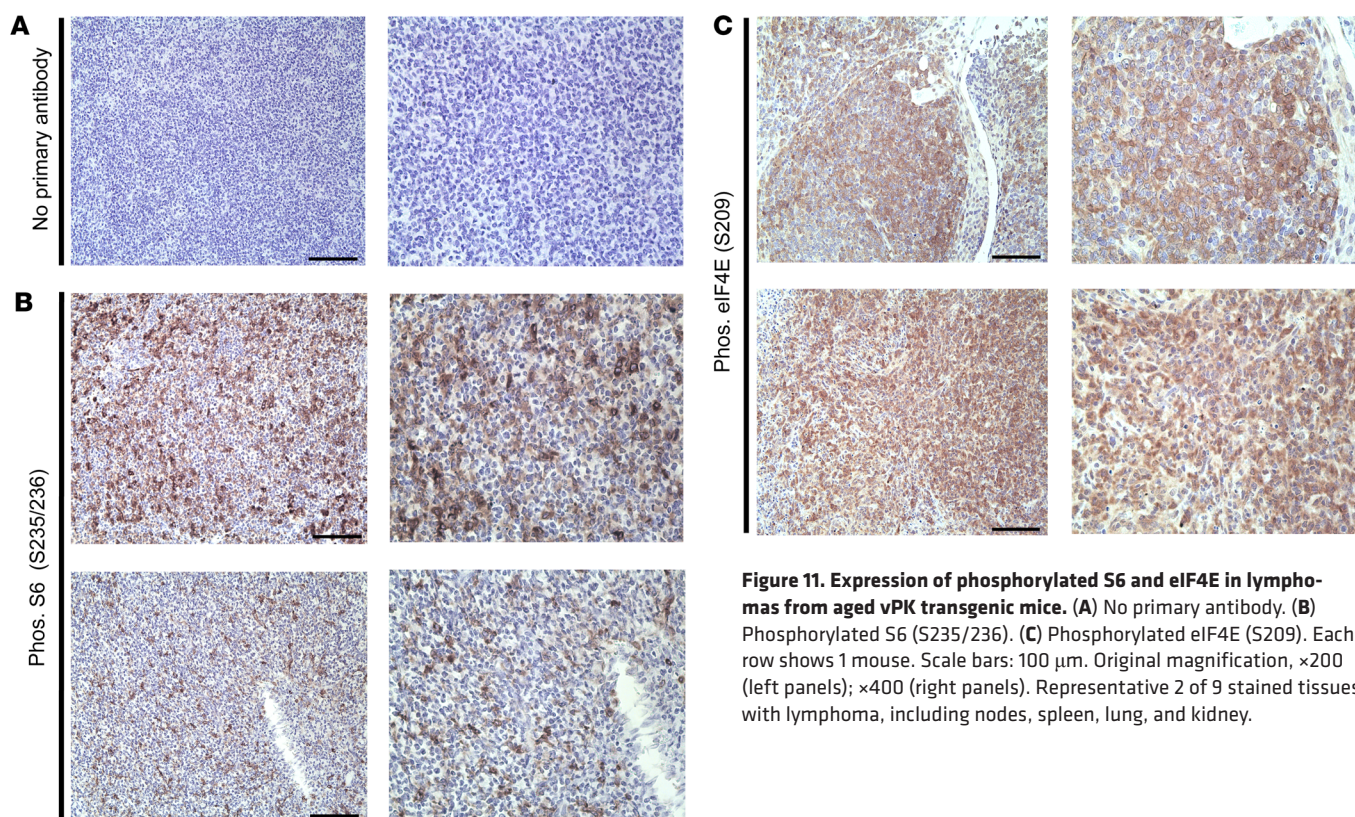 A
No primary antibody
B
Phos. S6 (S235/236)
C
Phos. eIF4E (S209)
Figure 11. Expression of phosphorylated S6 and eIF4E in lympho-
mas from aged vPK transgenic mice. (A) No primary antibody. (B)
Phosphorylated S6 (S235/236). (C) Phosphorylated eIF4E (S209). Each
row shows 1 mouse. Scale bars: 100 μm. Original magnification, ×200
(left panels); ×400 (right panels). Representative 2 of 9 stained tissues
with lymphoma, including nodes, spleen, lung, and kidney.